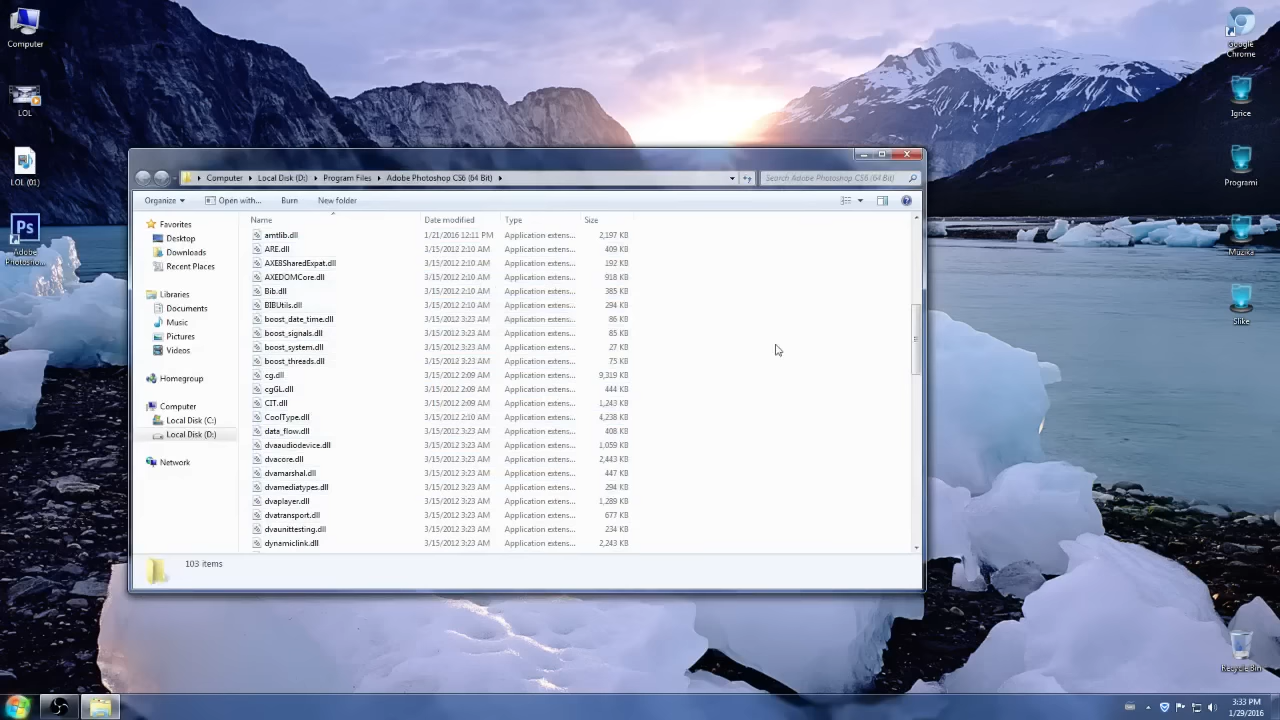 Computer
LOL
LOL (01)
Ps
Adobe
Photosho...
Google
Chrome
Igrice
Programi
Muzika
Slike
Recycle Bin
Computer Local Disk (D:) Program Files Adobe Photoshop CS6 (64 Bit)
Search Adobe Photoshop CS6 (64 Bit)
Organize Open with... Burn New folder
Favorites
Desktop
Downloads
Recent Places
Libraries
Documents
Music
Pictures
Videos
Homegroup
Computer
Local Disk (C:)
Local Disk (D:)
Network
Name Date modified Type Size
amtlib.dll 1/21/2016 12:11 PM Application extens... 2,197 KB
ARE.dll 3/15/2012 2:10 AM Application extens... 409 KB
AXE8SharedExpat.dll 3/15/2012 2:10 AM Application extens... 192 KB
AXEDOMCore.dll 3/15/2012 2:10 AM Application extens... 918 KB
Bib.dll 3/15/2012 2:10 AM Application extens... 385 KB
BIBUtils.dll 3/15/2012 2:10 AM Application extens... 294 KB
boost_date_time.dll 3/15/2012 3:23 AM Application extens... 86 KB
boost_signals.dll 3/15/2012 3:23 AM Application extens... 85 KB
boost_system.dll 3/15/2012 3:23 AM Application extens... 27 KB
boost_threads.dll 3/15/2012 3:23 AM Application extens... 75 KB
cg.dll 3/15/2012 2:09 AM Application extens... 9,319 KB
cgGL.dll 3/15/2012 2:09 AM Application extens... 444 KB
CIT.dll 3/15/2012 2:09 AM Application extens... 1,243 KB
CoolType.dll 3/15/2012 2:10 AM Application extens... 4,238 KB
data_flow.dll 3/15/2012 3:23 AM Application extens... 408 KB
dvaaudiodevice.dll 3/15/2012 3:23 AM Application extens... 1,059 KB
dvacore.dll 3/15/2012 3:23 AM Application extens... 2,443 KB
dvamarshal.dll 3/15/2012 3:23 AM Application extens... 447 KB
dvamediatypes.dll 3/15/2012 3:23 AM Application extens... 294 KB
dvaplayer.dll 3/15/2012 3:23 AM Application extens... 1,289 KB
dvatransport.dll 3/15/2012 3:23 AM Application extens... 677 KB
dvaunittesting.dll 3/15/2012 3:23 AM Application extens... 234 KB
dynamiclink.dll 3/15/2012 3:23 AM Application extens... 2,243 KB
103 items
3:33 PM
1/29/2016